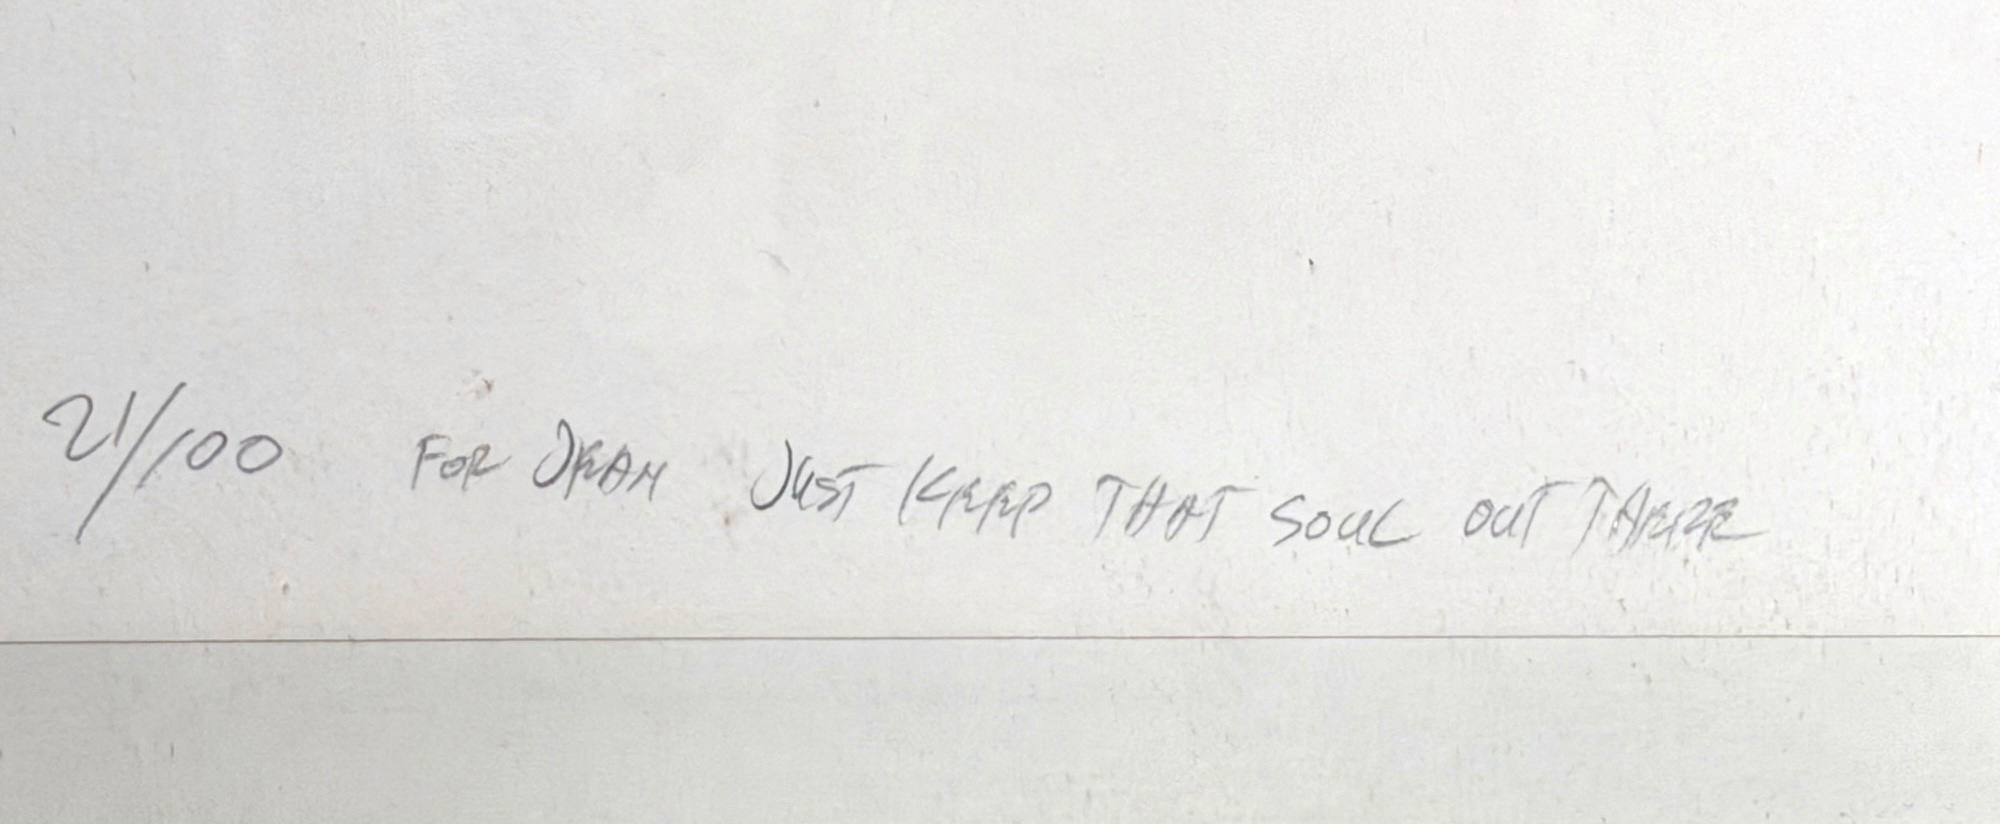 21/100 FOR JEAN JUST KEEP THAT SOUL OUT THERE